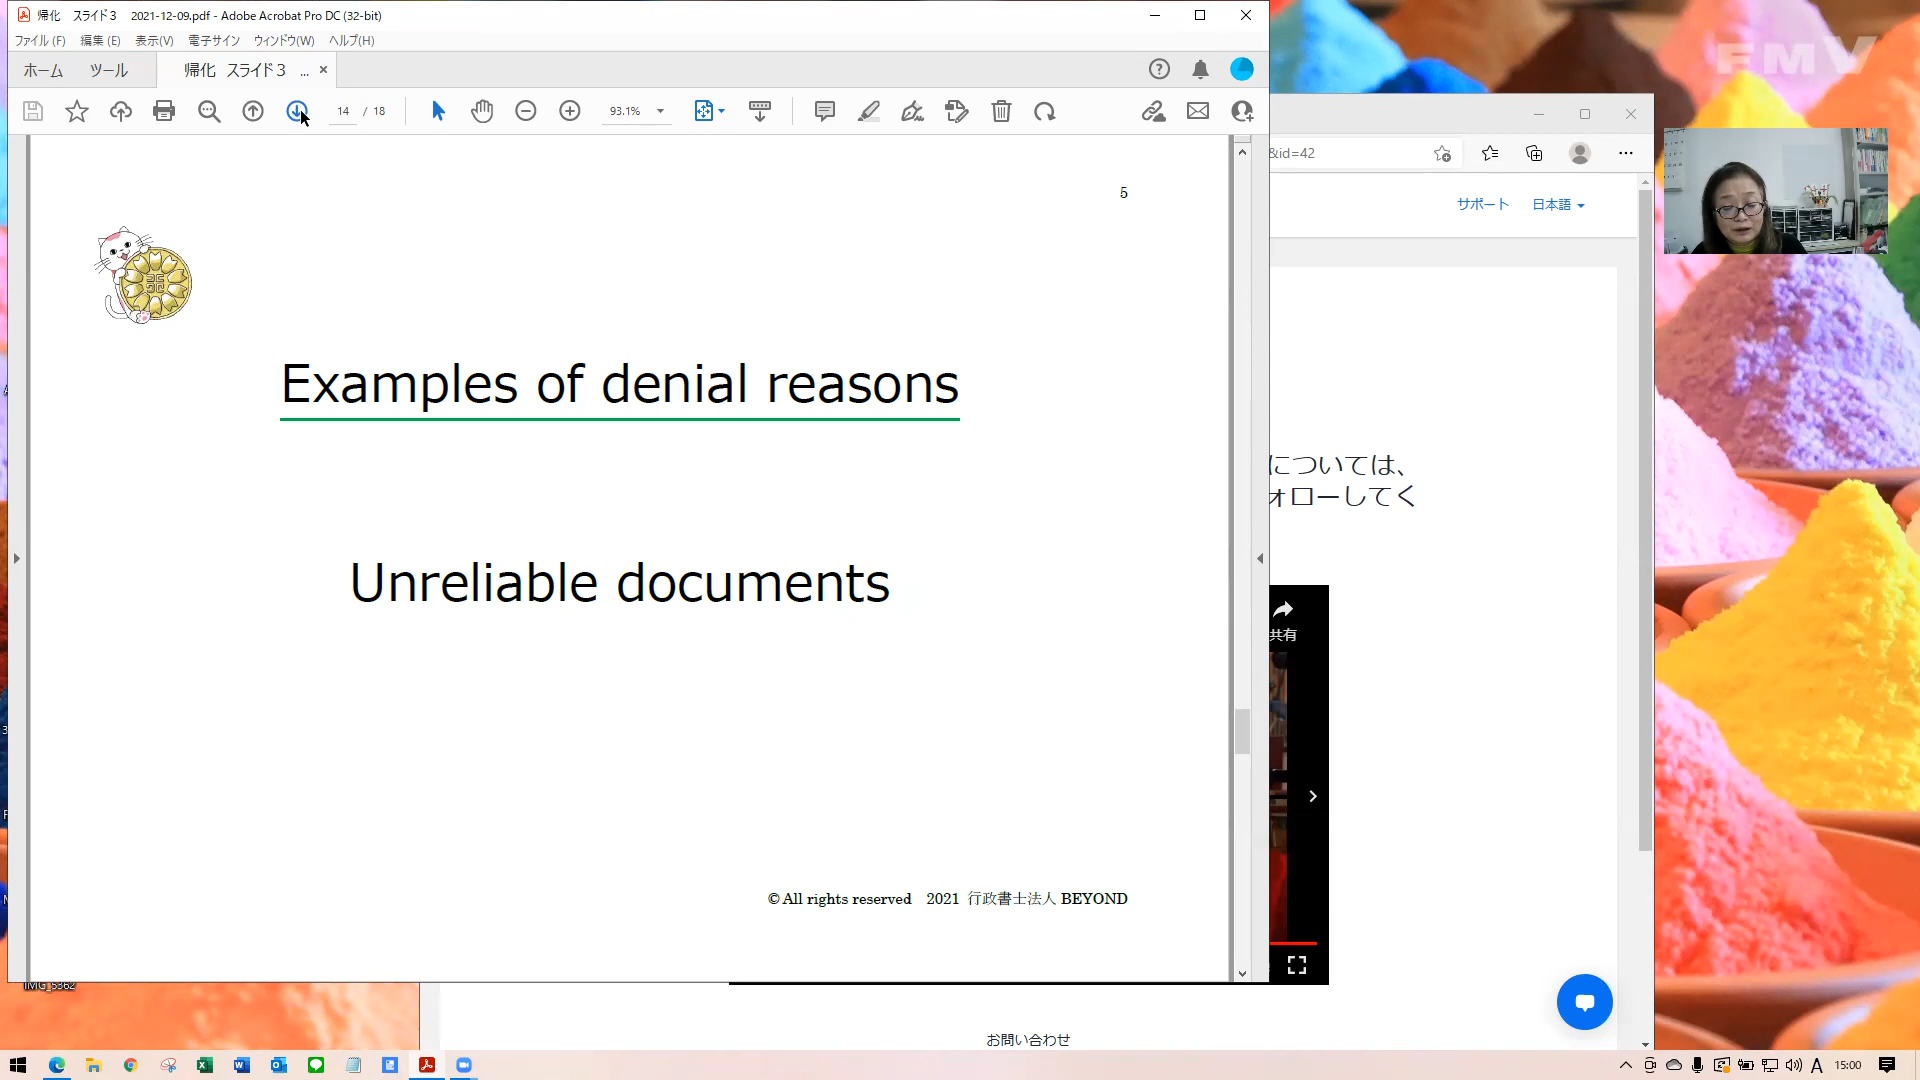 帰化 スライド3 2021-12-09.pdf - Adobe Acrobat Pro DC (32-bit)
ファイル(F) 編集(E) 表示(V) 電子サイン ウィンドウ(W) ヘルプ(H)
ホーム ツール 帰化 スライド3 ... ×
14 / 18 93.1%
5
Examples of denial reasons
Unreliable documents
© All rights reserved 2021 行政書士法人 BEYOND
FMV
&id=42
サポート 日本語
については、
ォローしてく
共有
お問い合わせ
IMG_5362
A 15:00